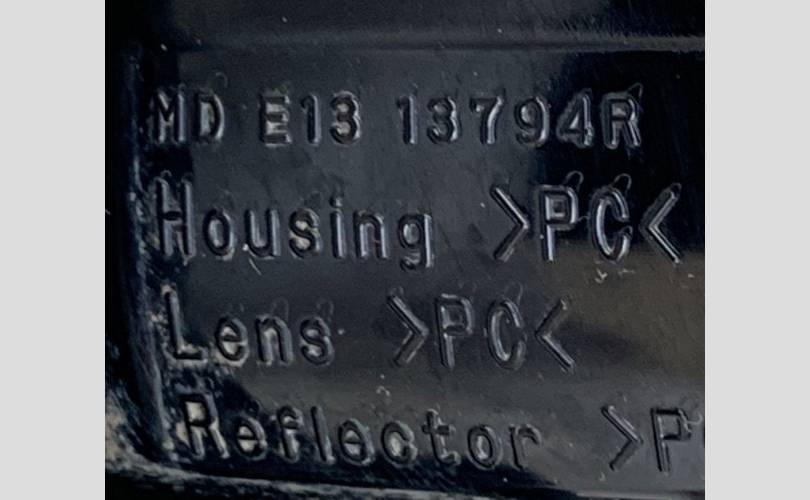 MD E13 13794R
Housing >PC<
Lens >PC<
Reflector >P